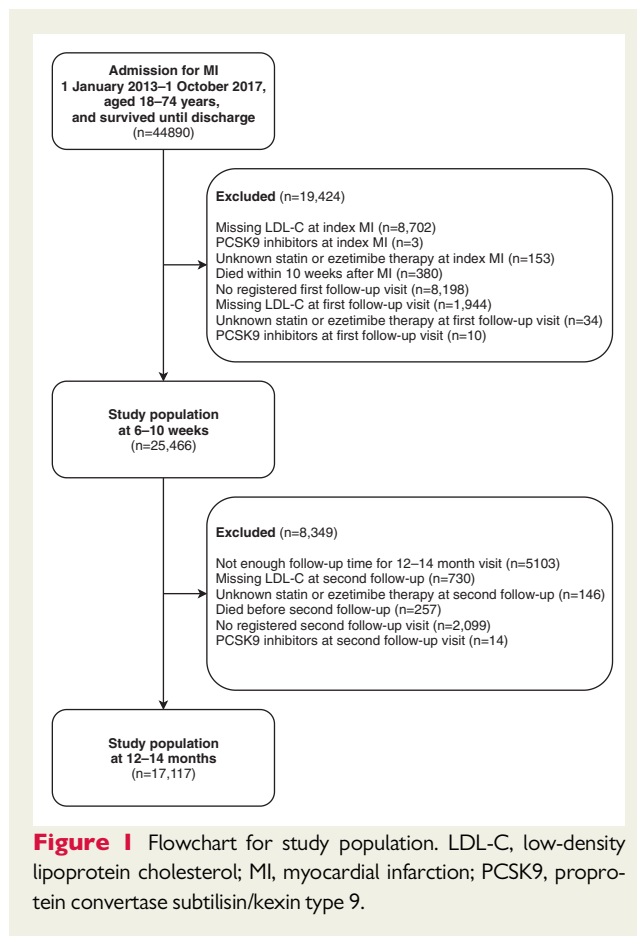 Admission for MI
1 January 2013–1 October 2017,
aged 18–74 years,
and survived until discharge
(n=44890)
Excluded (n=19,424)
Missing LDL-C at index MI (n=8,702)
PCSK9 inhibitors at index MI (n=3)
Unknown statin or ezetimibe therapy at index MI (n=153)
Died within 10 weeks after MI (n=380)
No registered first follow-up visit (n=8,198)
Missing LDL-C at first follow-up visit (n=1,944)
Unknown statin or ezetimibe therapy at first follow-up visit (n=34)
PCSK9 inhibitors at first follow-up visit (n=10)
Study population
at 6–10 weeks
(n=25,466)
Excluded (n=8,349)
Not enough follow-up time for 12–14 month visit (n=5103)
Missing LDL-C at second follow-up (n=730)
Unknown statin or ezetimibe therapy at second follow-up (n=146)
Died before second follow-up (n=257)
No registered second follow-up visit (n=2,099)
PCSK9 inhibitors at second follow-up visit (n=14)
Study population
at 12–14 months
(n=17,117)
Figure 1 Flowchart for study population. LDL-C, low-density
lipoprotein cholesterol; MI, myocardial infarction; PCSK9, propro-
tein convertase subtilisin/kexin type 9.